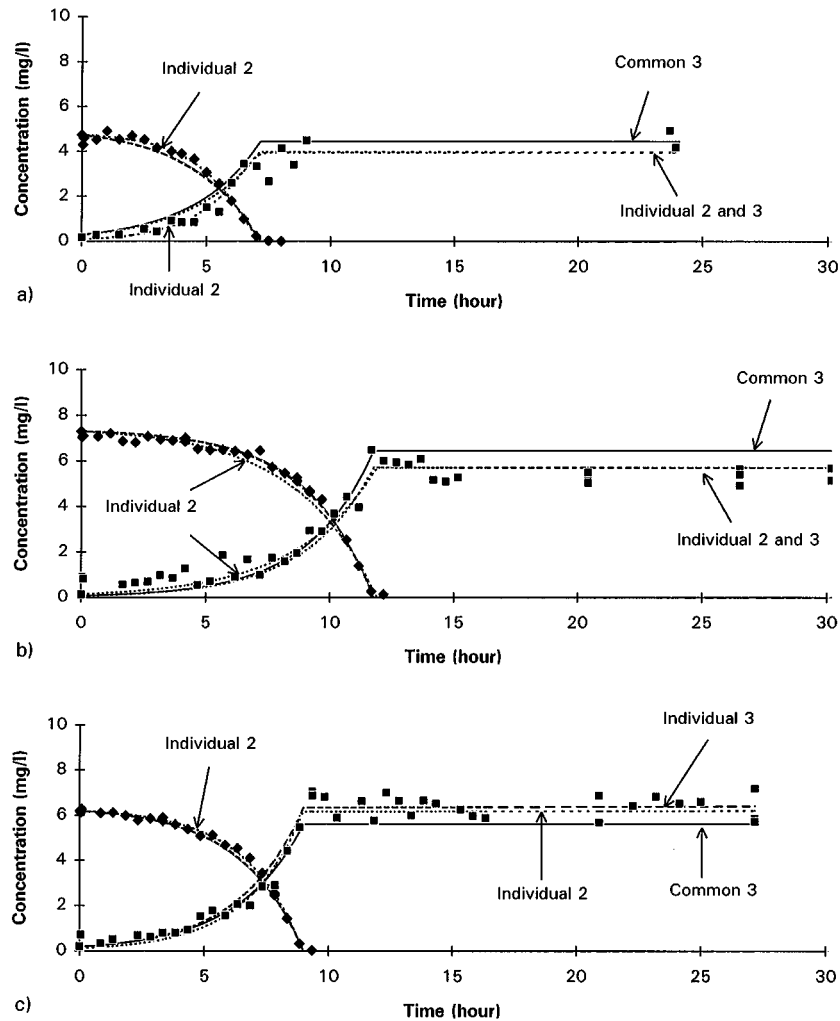 10
8
6
4
2
0
Concentration (mg/l)
Individual 2
Common 3
Individual 2 and 3
Individual 2
0 5 10 15 20 25 30
Time (hour)
a)
10
8
6
4
2
0
Concentration (mg/l)
Common 3
Individual 2
Individual 2 and 3
0 5 10 15 20 25 30
Time (hour)
b)
10
8
6
4
2
0
Concentration (mg/l)
Individual 2
Individual 3
Individual 2
Common 3
0 5 10 15 20 25 30
Time (hour)
c)